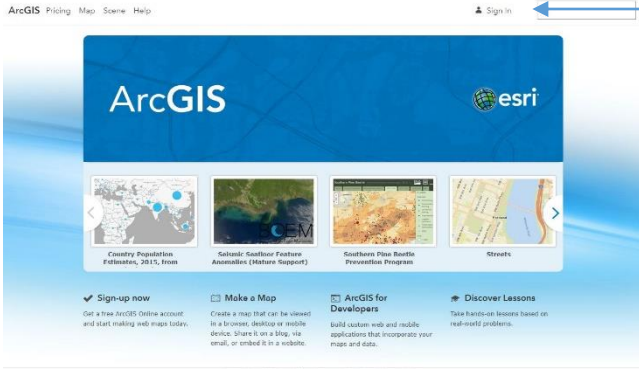 ArcGIS Pricing Map Scene Help
Sign In
ArcGIS
esri
BOEM
Southern Pine Beetle
Country Population
Estimates, 2015, from
Seismic Seafloor Feature
Anomalies (Mature Support)
Southern Pine Beetle
Prevention Program
Streets
Sign-up now
Get a free ArcGIS Online account
and start making web maps today.
Make a Map
Create a map that can be viewed
in a browser, desktop or mobile
device. Share it on a blog, via
email, or embed it in a website.
ArcGIS for
Developers
Build custom web and mobile
applications that incorporate your
maps and data.
Discover Lessons
Take hands-on lessons based on
real-world problems.